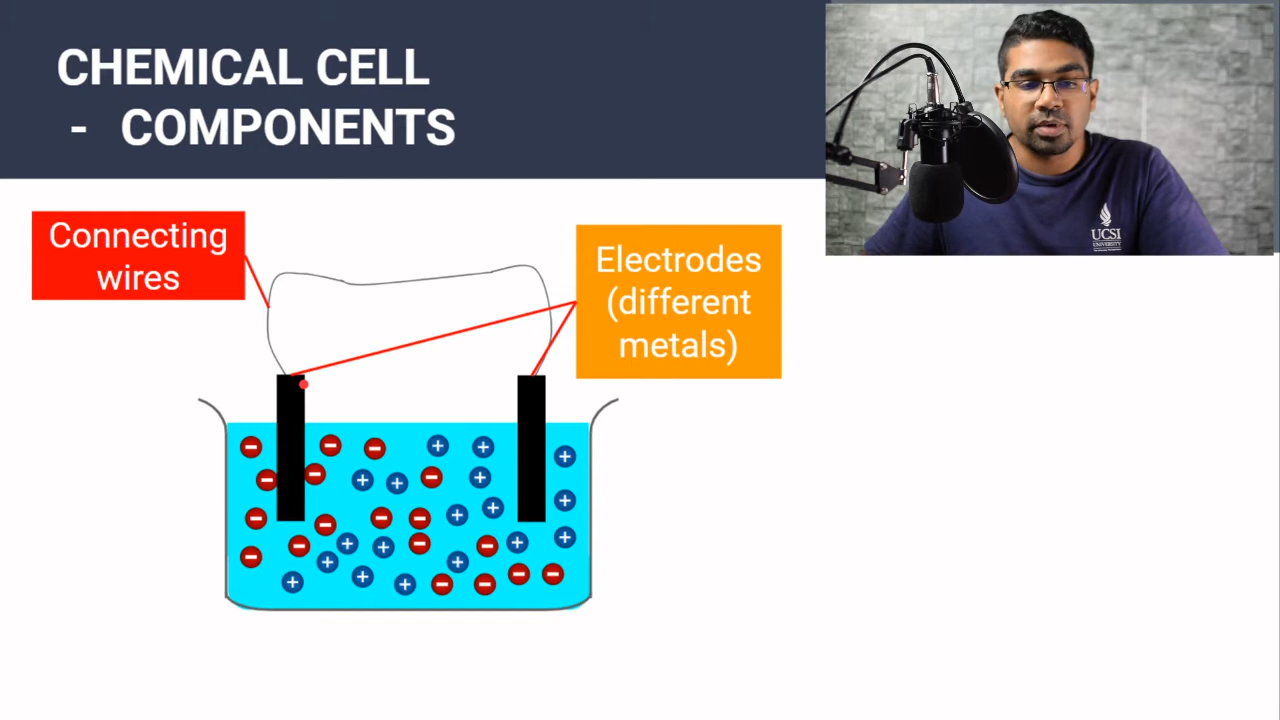 CHEMICAL CELL
- COMPONENTS
Connecting
wires
Electrodes
(different
metals)
UCSI
UNIVERSITY